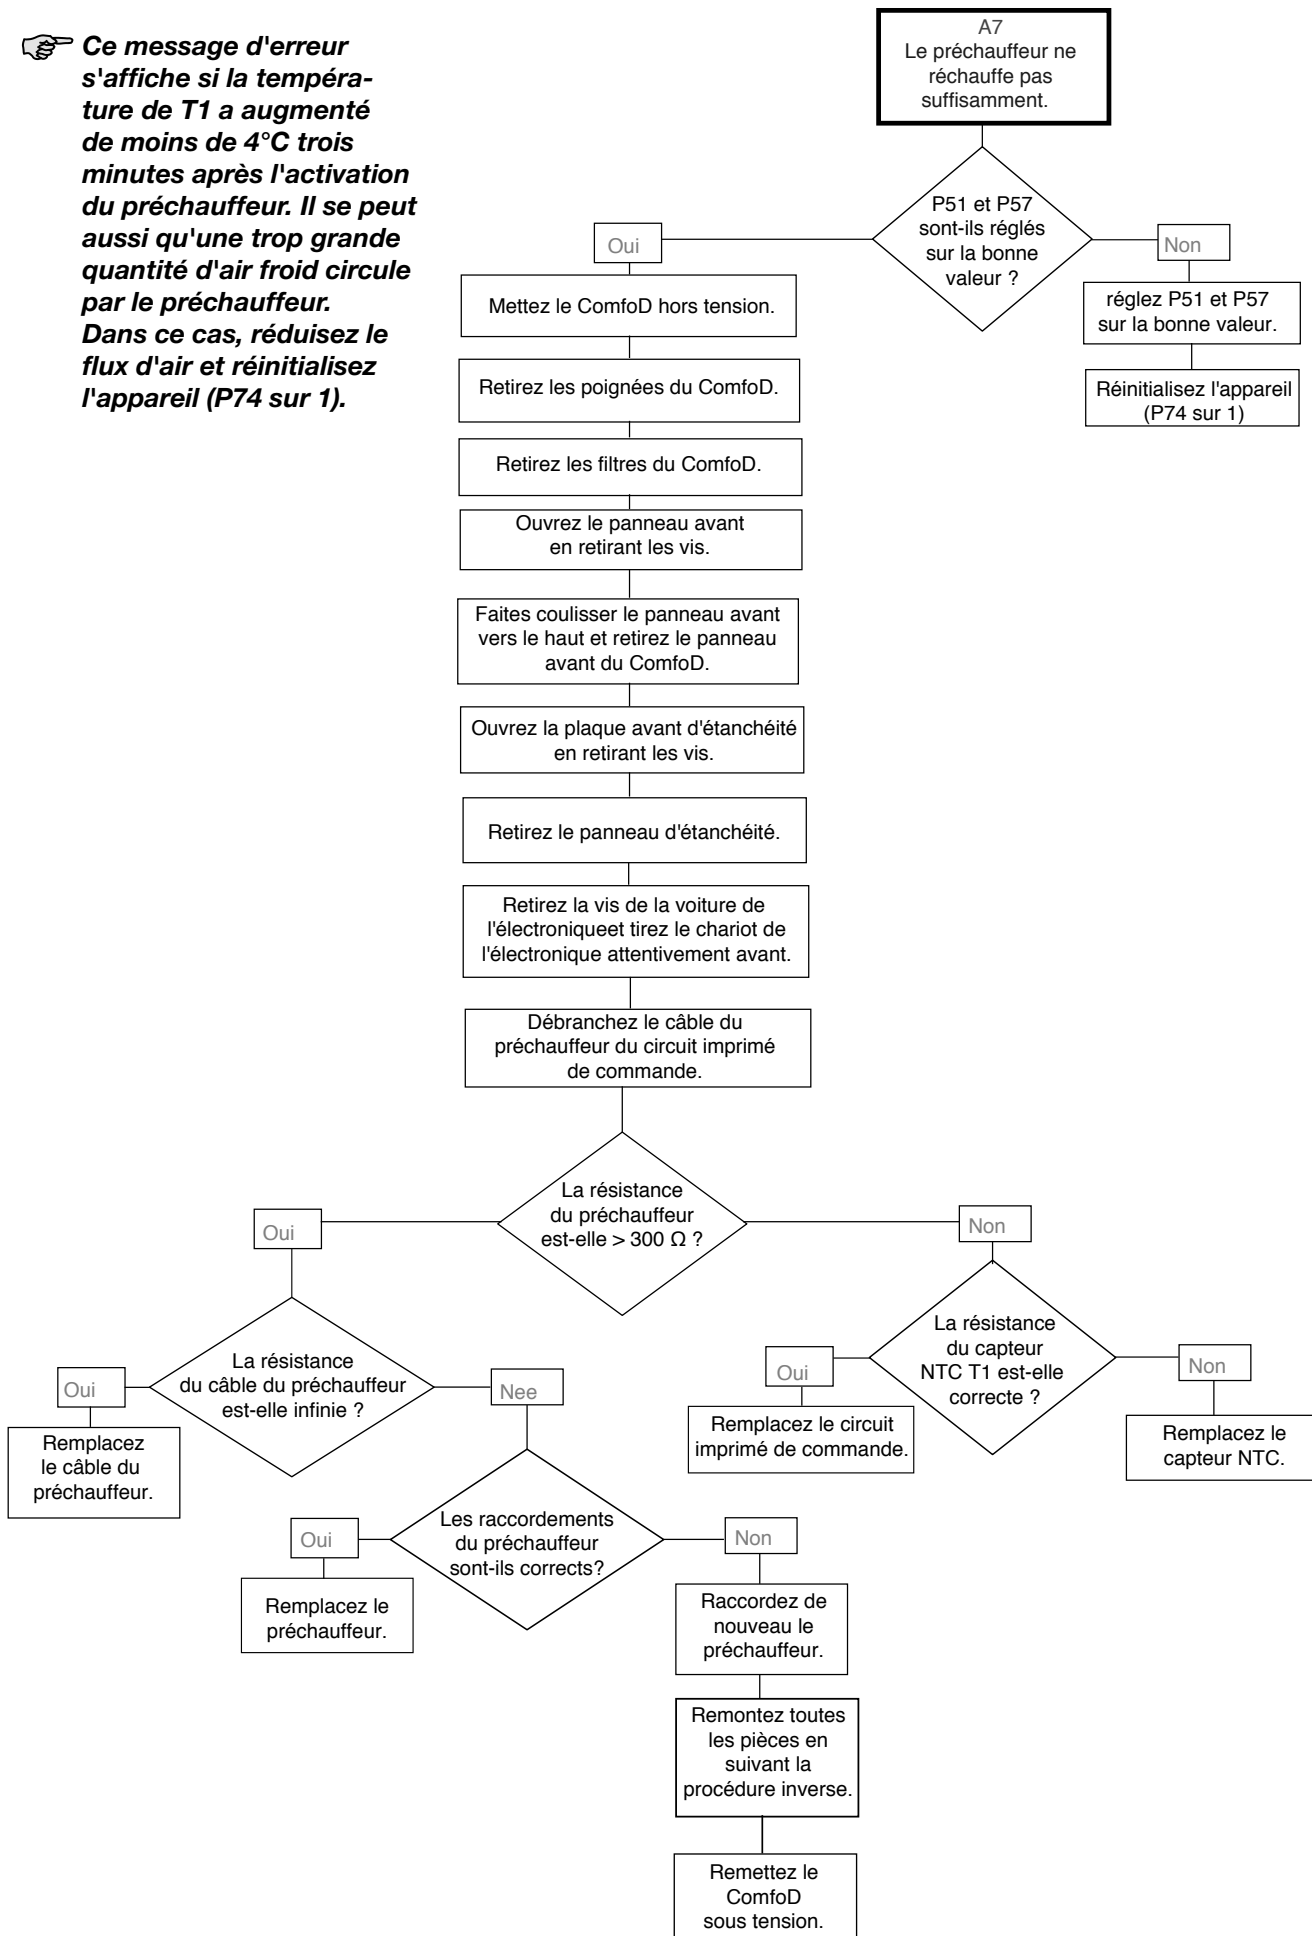 Ce message d'erreur
s'affiche si la tempéra-
ture de T1 a augmenté
de moins de 4°C trois
minutes après l'activation
du préchauffeur. Il se peut
aussi qu'une trop grande
quantité d'air froid circule
par le préchauffeur.
Dans ce cas, réduisez le
flux d'air et réinitialisez
l'appareil (P74 sur 1).
A7
Le préchauffeur ne
réchauffe pas
suffisamment.
P51 et P57
sont-ils réglés
sur la bonne
valeur ?
Oui
Non
Mettez le ComfoD hors tension.
réglez P51 et P57
sur la bonne valeur.
Retirez les poignées du ComfoD.
Réinitialisez l'appareil
(P74 sur 1)
Retirez les filtres du ComfoD.
Ouvrez le panneau avant
en retirant les vis.
Faites coulisser le panneau avant
vers le haut et retirez le panneau
avant du ComfoD.
Ouvrez la plaque avant d'étanchéité
en retirant les vis.
Retirez le panneau d'étanchéité.
Retirez la vis de la voiture de
l'électroniqueet tirez le chariot de
l'électronique attentivement avant.
Débranchez le câble du
préchauffeur du circuit imprimé
de commande.
La résistance
du préchauffeur
est-elle > 300 Ω ?
Oui
Non
La résistance
du câble du préchauffeur
est-elle infinie ?
La résistance
du capteur
NTC T1 est-elle
correcte ?
Oui
Nee
Oui
Non
Remplacez
le câble du
préchauffeur.
Remplacez le circuit
imprimé de commande.
Remplacez le
capteur NTC.
Les raccordements
du préchauffeur
sont-ils corrects?
Oui
Non
Remplacez le
préchauffeur.
Raccordez de
nouveau le
préchauffeur.
Remontez toutes
les pièces en
suivant la
procédure inverse.
Remettez le
ComfoD
sous tension.